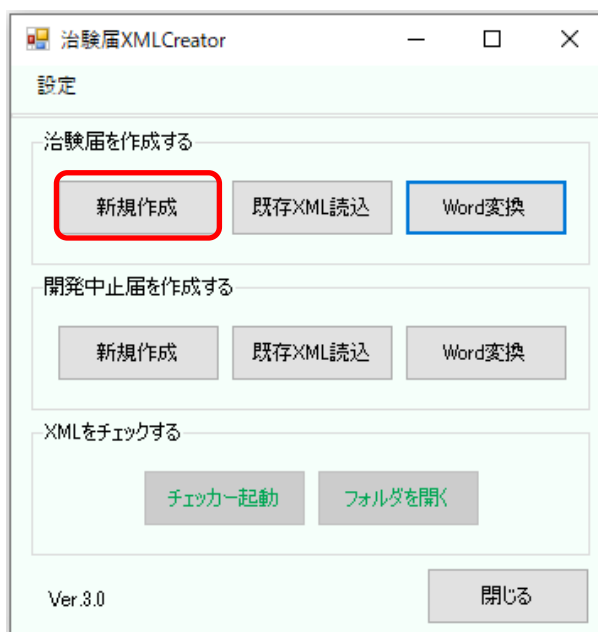 治験届XMLCreator
設定
治験届を作成する
新規作成 既存XML読込 Word変換
開発中止届を作成する
新規作成 既存XML読込 Word変換
XMLをチェックする
チェッカー起動 フォルダを開く
Ver.3.0 閉じる